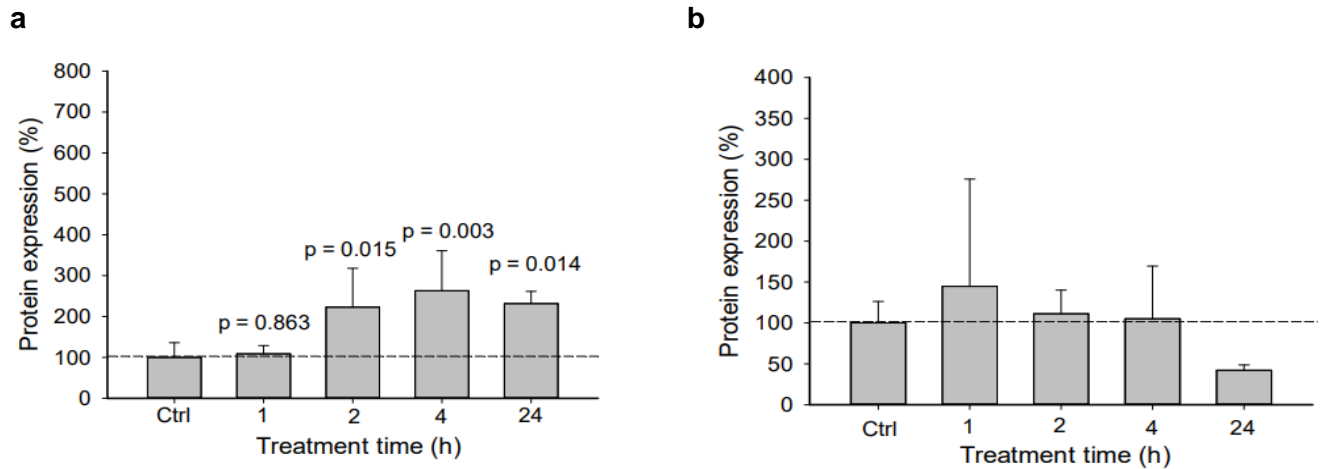 a
800
700
600
500
400
300
200
100
0
Protein expression (%)
p = 0.863
p = 0.015
p = 0.003
p = 0.014
Ctrl 1 2 4 24
Treatment time (h)
b
400
350
300
250
200
150
100
50
0
Protein expression (%)
Ctrl 1 2 4 24
Treatment time (h)